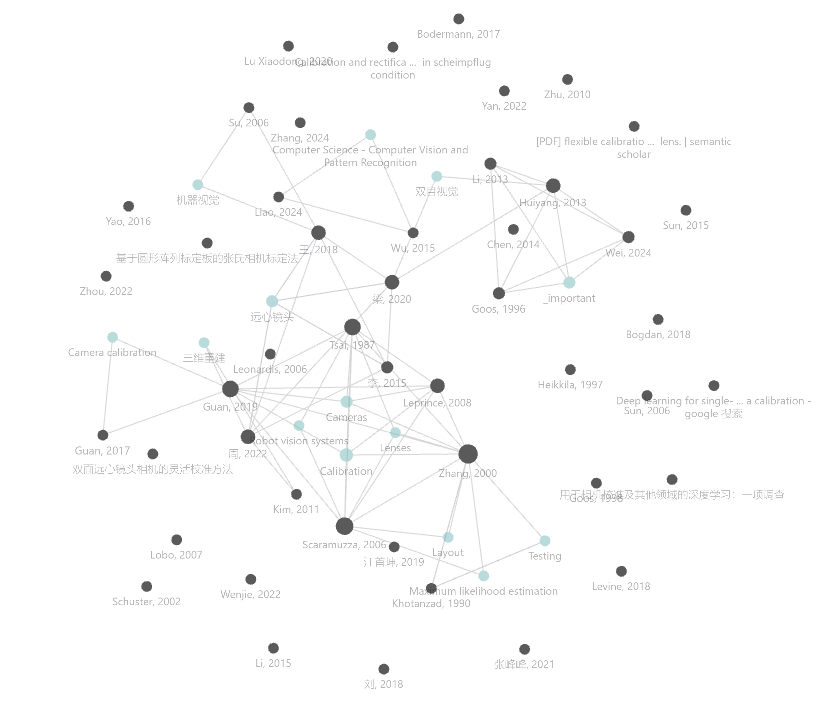 Bodermann, 2017
Lu Xiaodong, 2020
Calibration and rectifica ... in scheimpflug
condition
Yan, 2022
Zhu, 2010
Su, 2006
Zhang, 2024
[PDF] flexible calibratio ... lens. | semantic
scholar
Computer Science - Computer Vision and
Pattern Recognition
Li, 2013
双目视觉
机器视觉
Huiyang, 2013
Liao, 2024
Yao, 2016
Sun, 2015
Wu, 2015
Chen, 2014
王, 2018
Wei, 2024
基于圆形阵列标定板的张氏相机标定法
Zhou, 2022
梁, 2020
_important
Goos, 1996
远心镜头
Bogdan, 2018
Tsai, 1987
Camera calibration
三维重建
Leonardis, 2006
李, 2015
Heikkila, 1997
Guan, 2019
Leprince, 2008
Deep learning for single- ... a calibration -
google 搜索
Sun, 2006
Cameras
Robot vision systems
Guan, 2017
周, 2022
Lenses
双面远心镜头相机的灵活校准方法
Calibration
Zhang, 2000
用于相机校准及其他领域的深度学习：一项调查
Goos, 1998
Kim, 2011
Scaramuzza, 2006
Layout
Testing
Lobo, 2007
汪首坤, 2019
Maximum likelihood estimation
Khotanzad, 1990
Levine, 2018
Wenjie, 2022
Schuster, 2002
Li, 2015
刘, 2018
2021